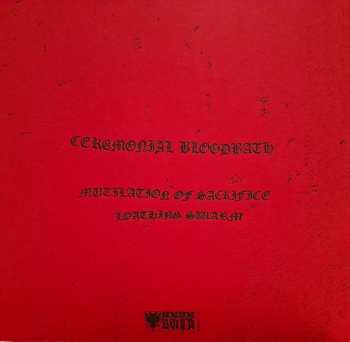 CEREMONIAL BLOODBATH
MUTILATION OF SACRIFICE
LOATHING SWARM